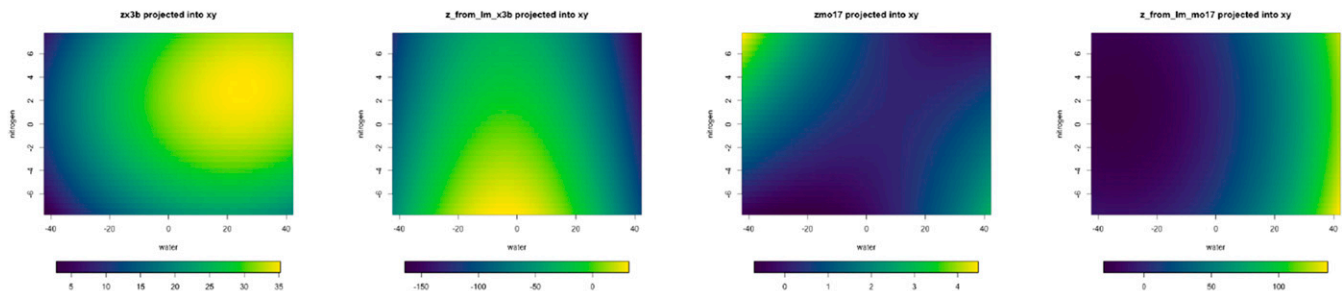 zx3b projected into xy
nitrogen
6
4
2
0
-2
-4
-6
-40 -20 0 20 40
water
5 10 15 20 25 30 35
z_from_lm_x3b projected into xy
nitrogen
6
4
2
0
-2
-4
-6
-40 -20 0 20 40
water
-150 -100 -50 0
zmo17 projected into xy
nitrogen
6
4
2
0
-2
-4
-6
-40 -20 0 20 40
water
0 1 2 3 4
z_from_lm_mo17 projected into xy
nitrogen
6
4
2
0
-2
-4
-6
-40 -20 0 20 40
water
0 50 100